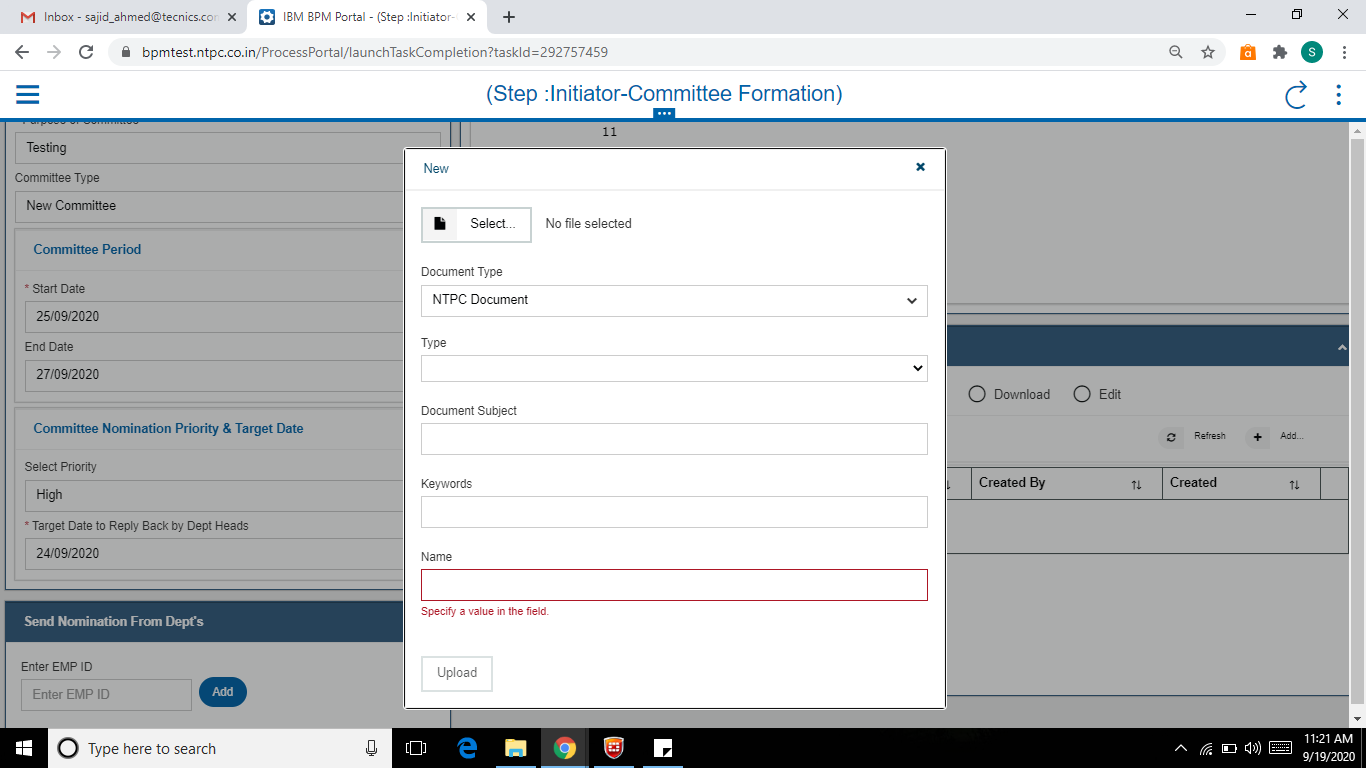 Inbox - sajid_ahmed@tecnics.con
IBM BPM Portal - (Step :Initiator-
bpmtest.ntpc.co.in/ProcessPortal/launchTaskCompletion?taskId=292757459
S
(Step :Initiator-Committee Formation)
Purpose of Committee
Testing
Committee Type
New Committee
Committee Period
* Start Date
25/09/2020
End Date
27/09/2020
Committee Nomination Priority & Target Date
Select Priority
High
* Target Date to Reply Back by Dept Heads
24/09/2020
Send Nomination From Dept's
Enter EMP ID
Enter EMP ID
Add
11
New
Select...
No file selected
Document Type
NTPC Document
Type
Document Subject
Keywords
Name
Specify a value in the field.
Upload
Download
Edit
Refresh
Add...
Created By
Created
Type here to search
11:21 AM
9/19/2020